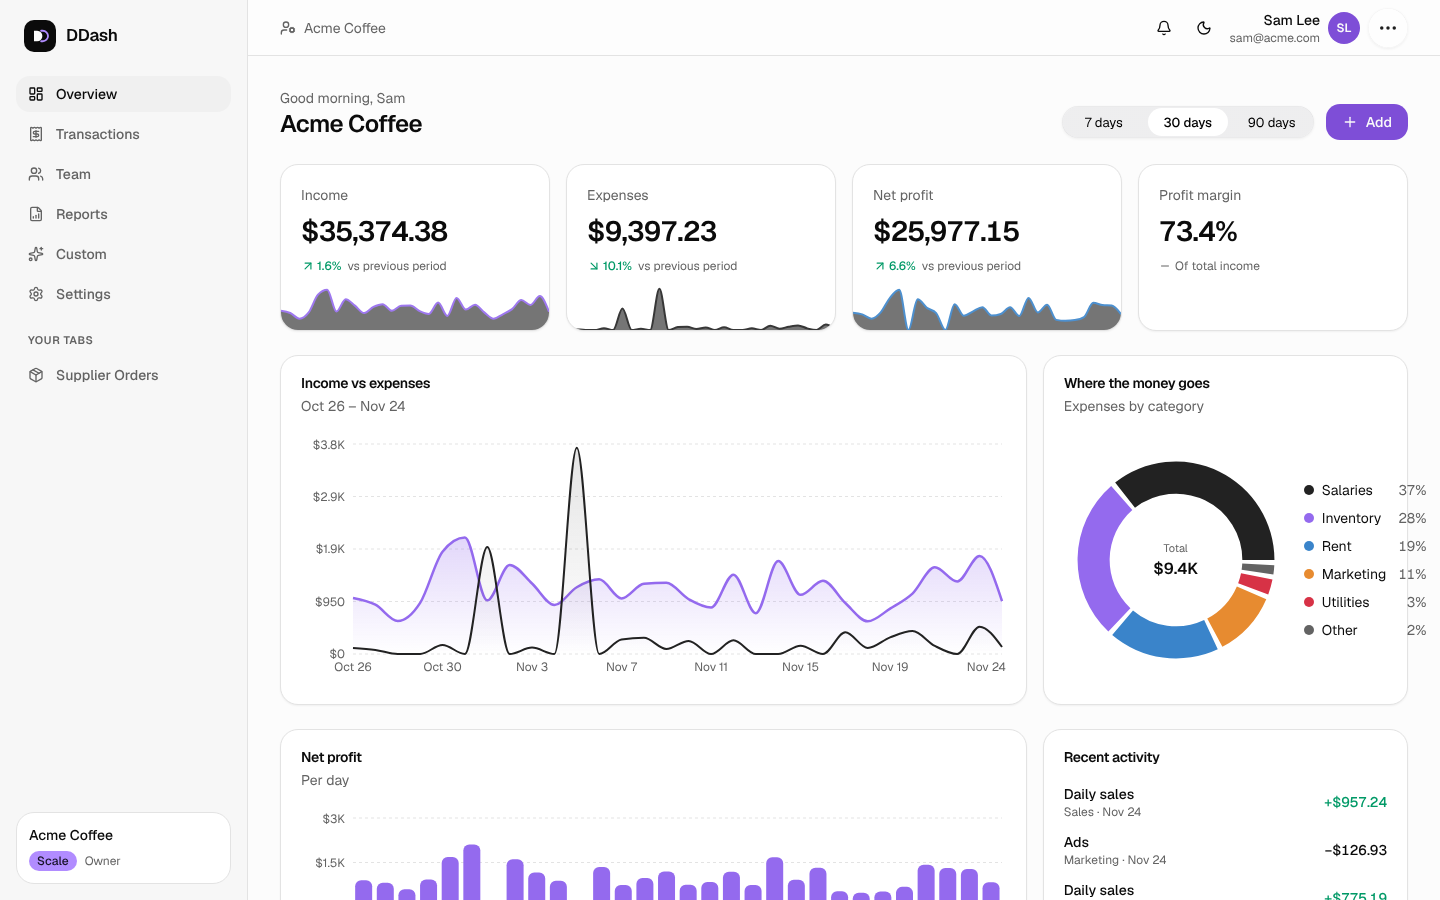 DDash
Overview
Transactions
Team
Reports
Custom
Settings
YOUR TABS
Supplier Orders
Acme Coffee
Scale Owner
Acme Coffee
Sam Lee
sam@acme.com
SL
Good morning, Sam
Acme Coffee
7 days
30 days
90 days
+ Add
Income
$35,374.38
1.6% vs previous period
Expenses
$9,397.23
10.1% vs previous period
Net profit
$25,977.15
6.6% vs previous period
Profit margin
73.4%
– Of total income
Income vs expenses
Oct 26 – Nov 24
$3.8K
$2.9K
$1.9K
$950
$0
Oct 26 Oct 30 Nov 3 Nov 7 Nov 11 Nov 15 Nov 19 Nov 24
Where the money goes
Expenses by category
Total
$9.4K
Salaries 37%
Inventory 28%
Rent 19%
Marketing 11%
Utilities 3%
Other 2%
Net profit
Per day
$3K
$1.5K
Recent activity
Daily sales
Sales · Nov 24
+$957.24
Ads
Marketing · Nov 24
−$126.93
Daily sales
+$775.19